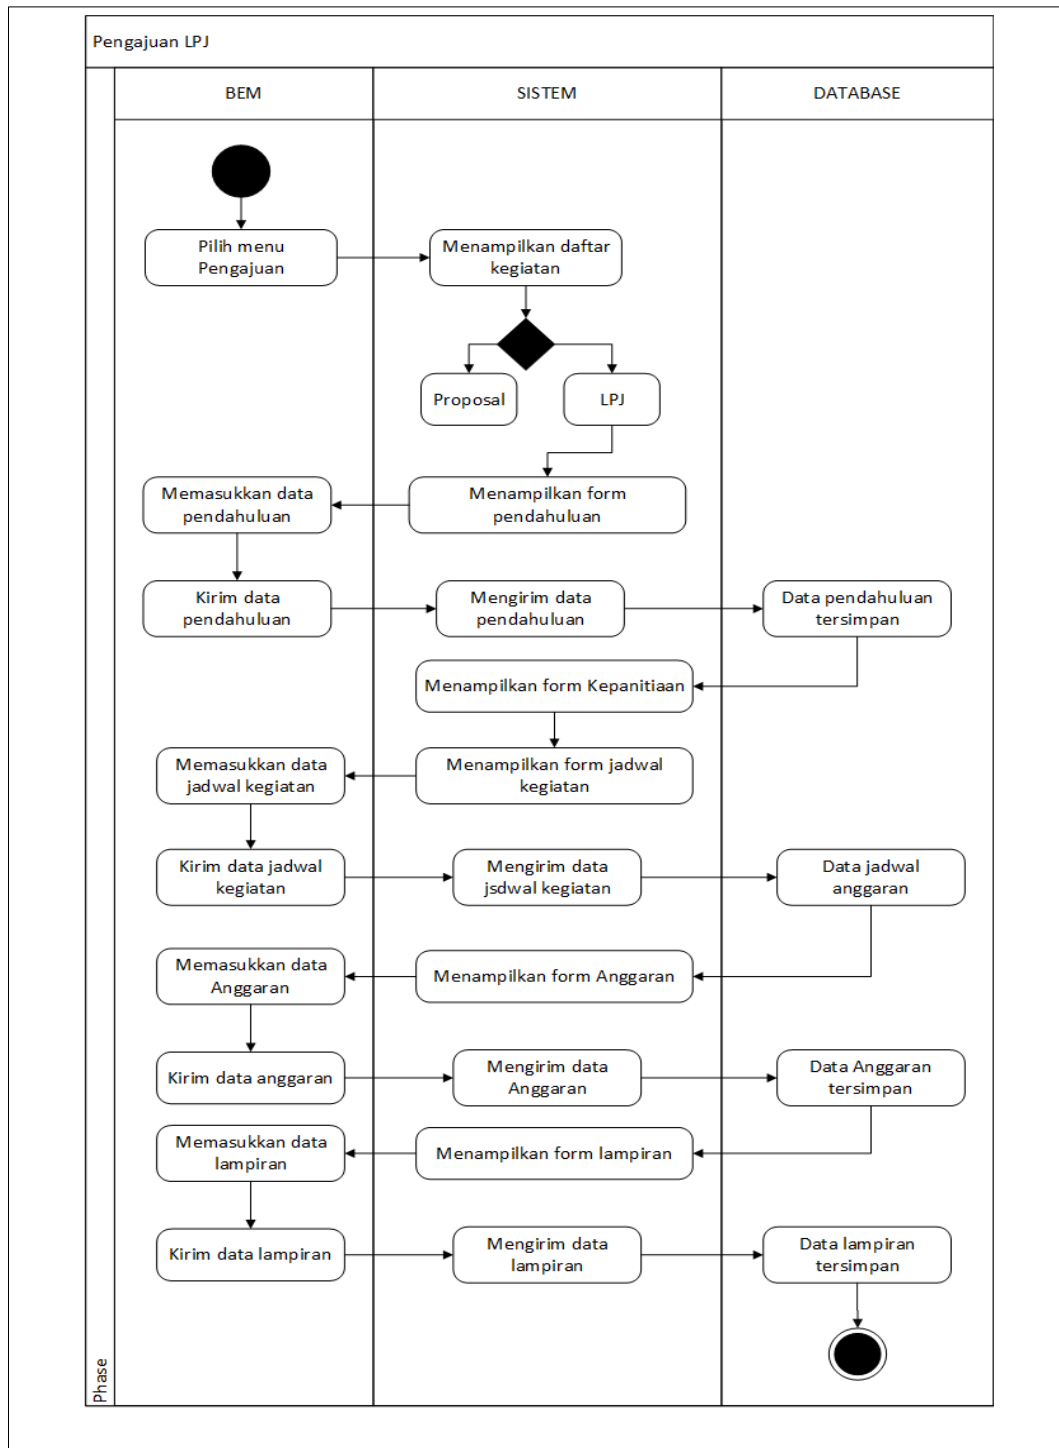 Pengajuan LPJ
BEM
SISTEM
DATABASE
Pilih menu
Pengajuan
Menampilkan daftar
kegiatan
Proposal
LPJ
Memasukkan data
pendahuluan
Menampilkan form
pendahuluan
Kirim data
pendahuluan
Mengirim data
pendahuluan
Data pendahuluan
tersimpan
Menampilkan form Kepanitiaan
Memasukkan data
jadwal kegiatan
Menampilkan form jadwal
kegiatan
Kirim data jadwal
kegiatan
Mengirim data
jsdwal kegiatan
Data jadwal
anggaran
Memasukkan data
Anggaran
Menampilkan form Anggaran
Kirim data anggaran
Mengirim data
Anggaran
Data Anggaran
tersimpan
Memasukkan data
lampiran
Menampilkan form lampiran
Kirim data lampiran
Mengirim data
lampiran
Data lampiran
tersimpan
Phase